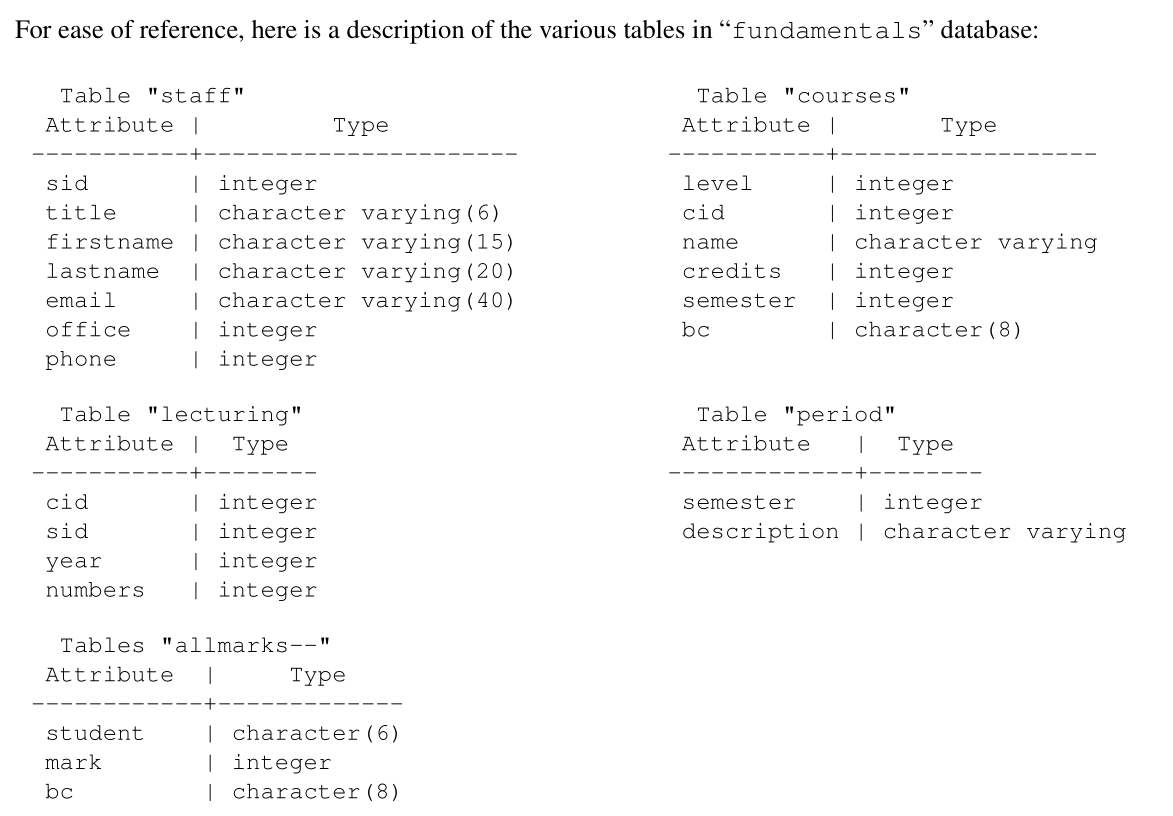 For ease of reference, here is a description of the various tables in “fundamentals” database:
Table "staff"
Attribute | Type
-----------+----------------------
sid | integer
title | character varying(6)
firstname | character varying(15)
lastname | character varying(20)
email | character varying(40)
office | integer
phone | integer
Table "courses"
Attribute | Type
-----------+------------------
level | integer
cid | integer
name | character varying
credits | integer
semester | integer
bc | character(8)
Table "lecturing"
Attribute | Type
-----------+--------
cid | integer
sid | integer
year | integer
numbers | integer
Table "period"
Attribute | Type
-------------+--------
semester | integer
description | character varying
Tables "allmarks--"
Attribute | Type
------------+-------------
student | character(6)
mark | integer
bc | character(8)